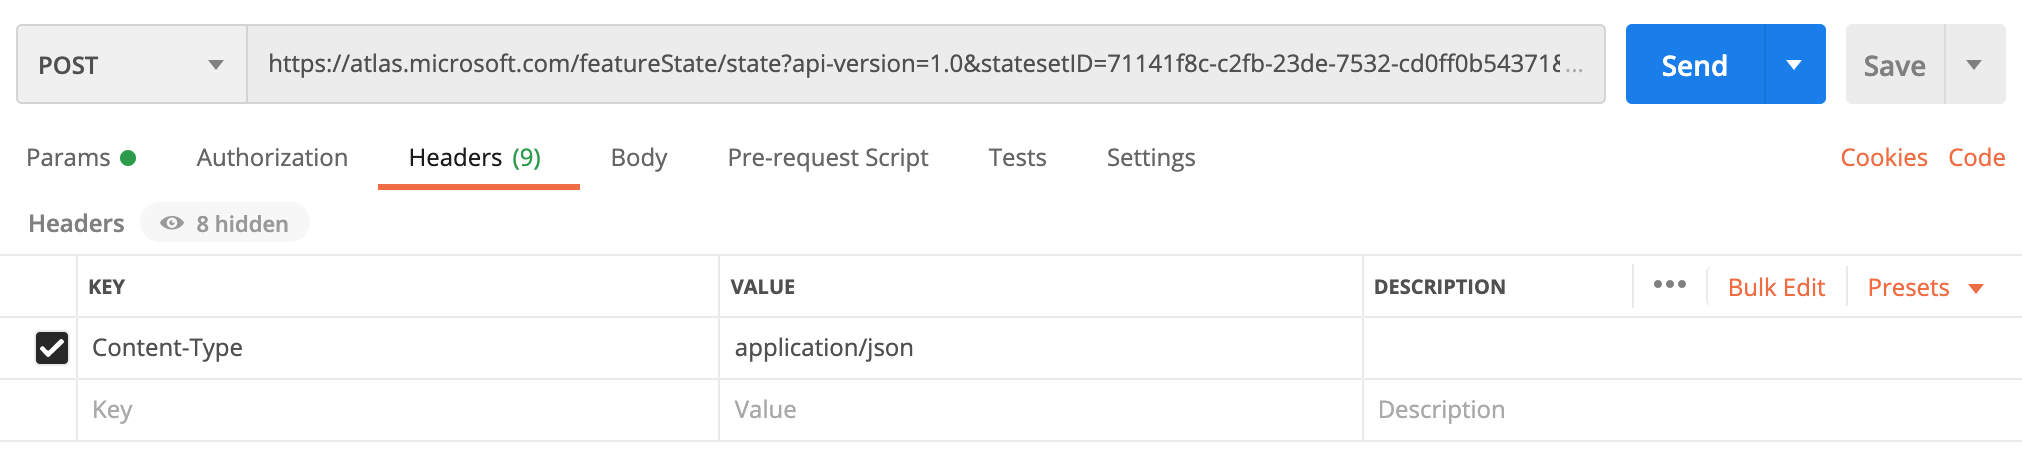 POST https://atlas.microsoft.com/featureState/state?api-version=1.0&statesetID=71141f8c-c2fb-23de-7532-cd0ff0b54371& ... Send Save
Params Authorization Headers (9) Body Pre-request Script Tests Settings Cookies Code
Headers 8 hidden
KEY VALUE DESCRIPTION ••• Bulk Edit Presets
Content-Type application/json
Key Value Description